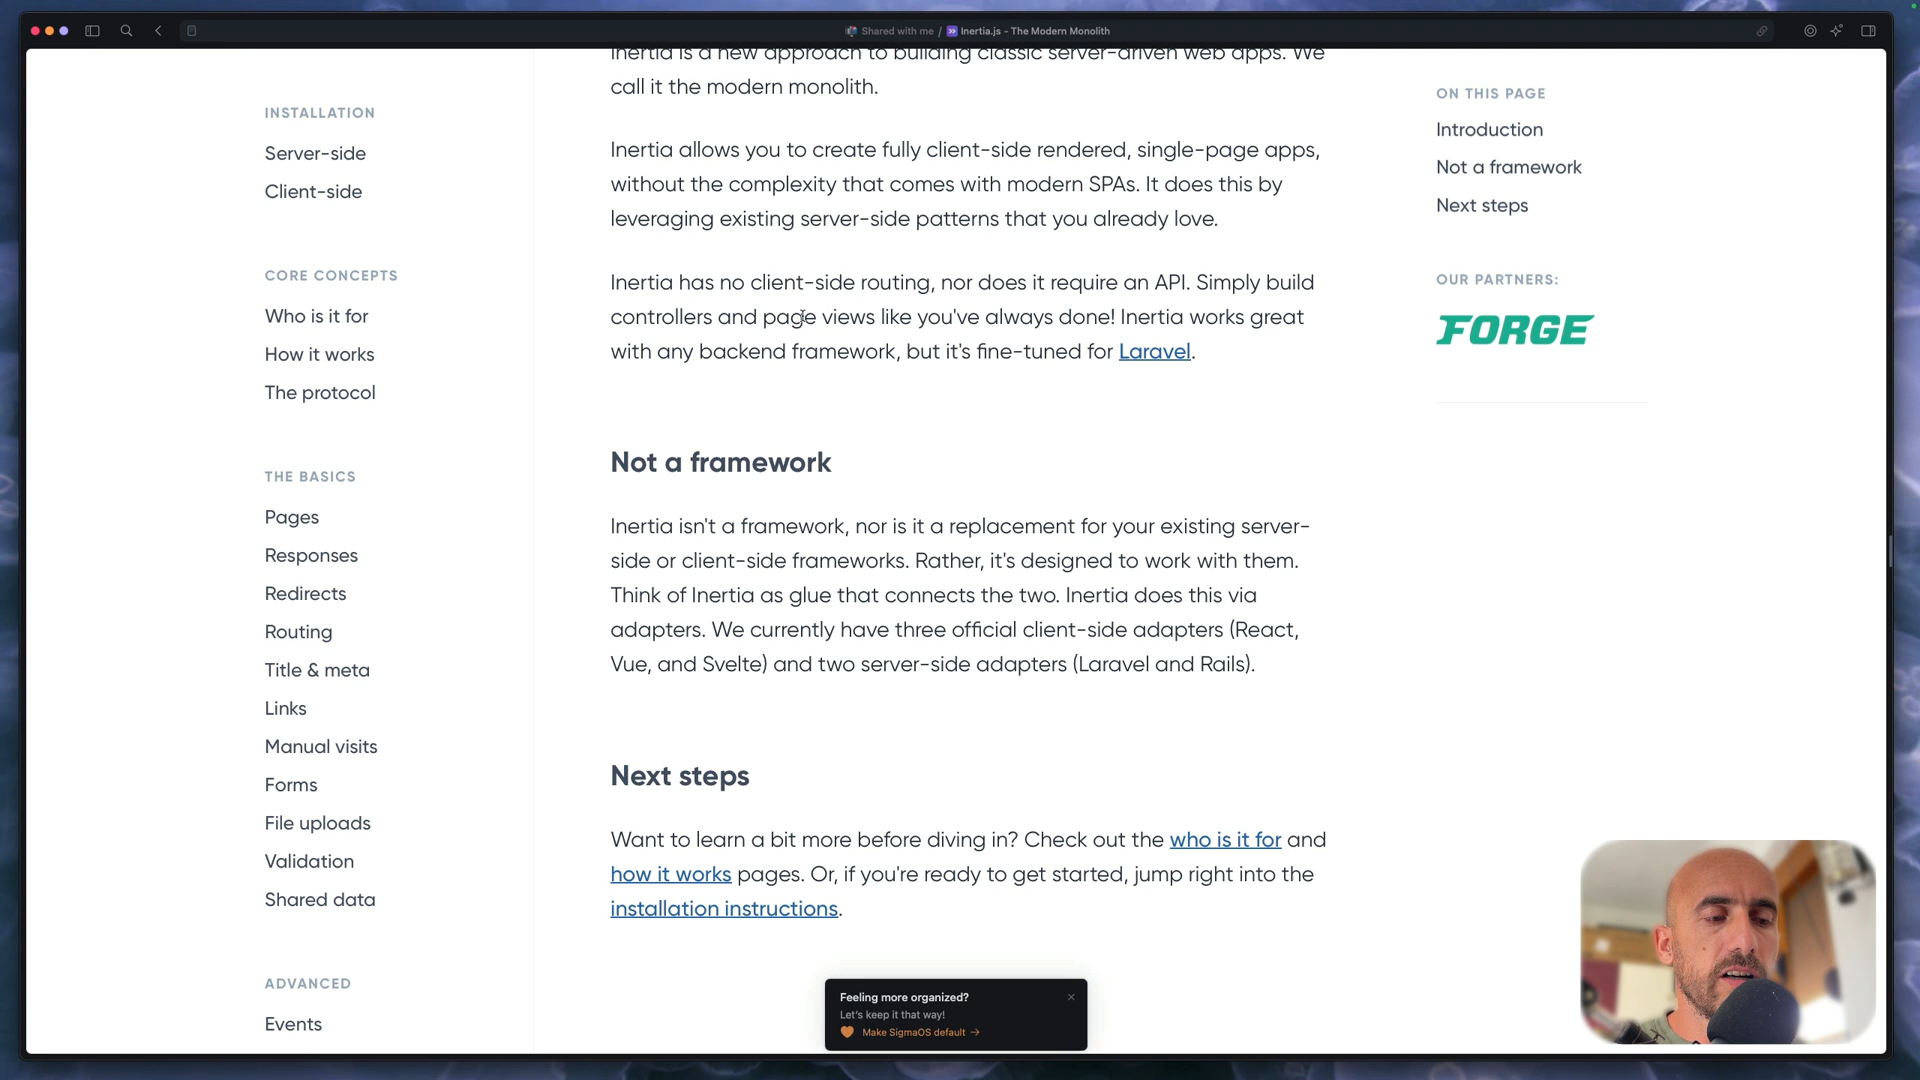 Shared with me / Inertia.js - The Modern Monolith
INSTALLATION
Server-side
Client-side
CORE CONCEPTS
Who is it for
How it works
The protocol
THE BASICS
Pages
Responses
Redirects
Routing
Title & meta
Links
Manual visits
Forms
File uploads
Validation
Shared data
ADVANCED
Events
Inertia is a new approach to building classic server-driven web apps. We
call it the modern monolith.
Inertia allows you to create fully client-side rendered, single-page apps,
without the complexity that comes with modern SPAs. It does this by
leveraging existing server-side patterns that you already love.
Inertia has no client-side routing, nor does it require an API. Simply build
controllers and page views like you've always done! Inertia works great
with any backend framework, but it's fine-tuned for Laravel.
Not a framework
Inertia isn't a framework, nor is it a replacement for your existing server-
side or client-side frameworks. Rather, it's designed to work with them.
Think of Inertia as glue that connects the two. Inertia does this via
adapters. We currently have three official client-side adapters (React,
Vue, and Svelte) and two server-side adapters (Laravel and Rails).
Next steps
Want to learn a bit more before diving in? Check out the who is it for and
how it works pages. Or, if you're ready to get started, jump right into the
installation instructions.
ON THIS PAGE
Introduction
Not a framework
Next steps
OUR PARTNERS:
FORGE
Feeling more organized?
Let's keep it that way!
Make SigmaOS default →